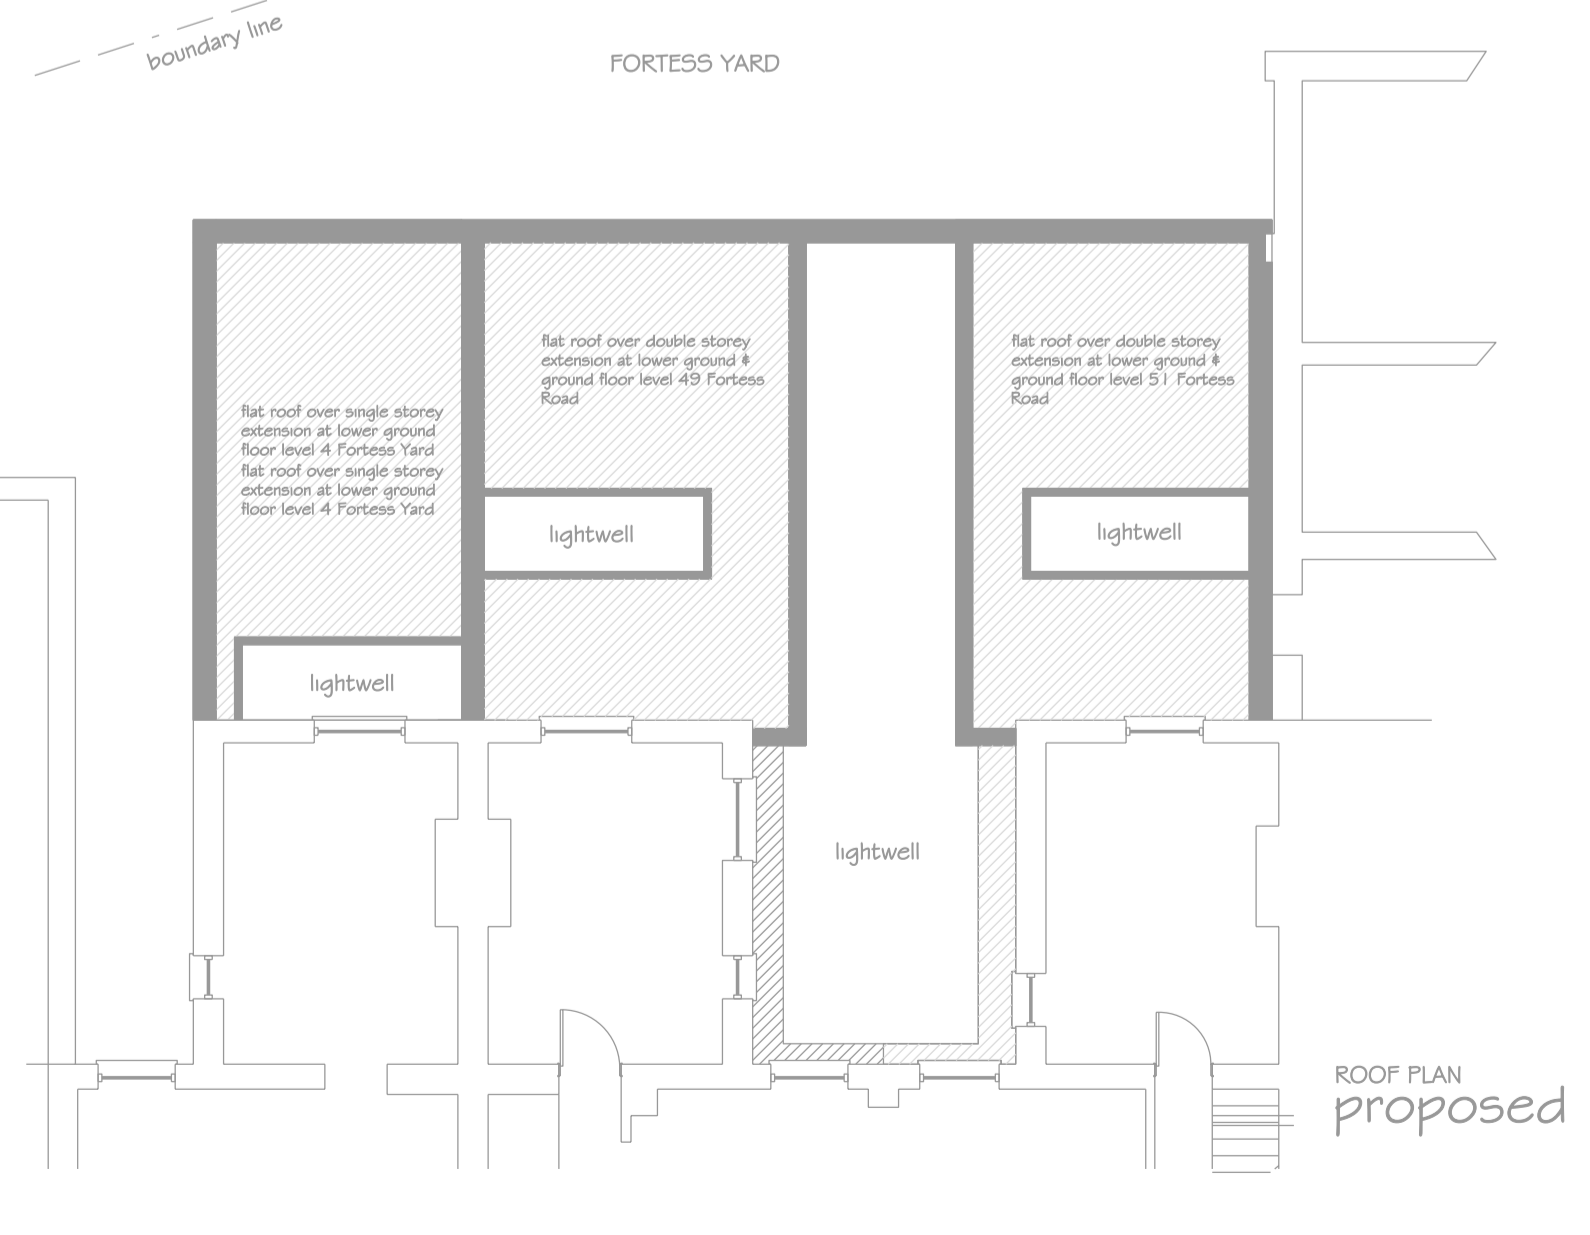 boundary line
FORTESS YARD
flat roof over double storey
extension at lower ground &
ground floor level 49 Fortess
Road
flat roof over double storey
extension at lower ground &
ground floor level 51 Fortess
Road
flat roof over single storey
extension at lower ground
floor level 4 Fortess Yard
flat roof over single storey
extension at lower ground
floor level 4 Fortess Yard
lightwell
lightwell
lightwell
lightwell
ROOF PLAN
proposed